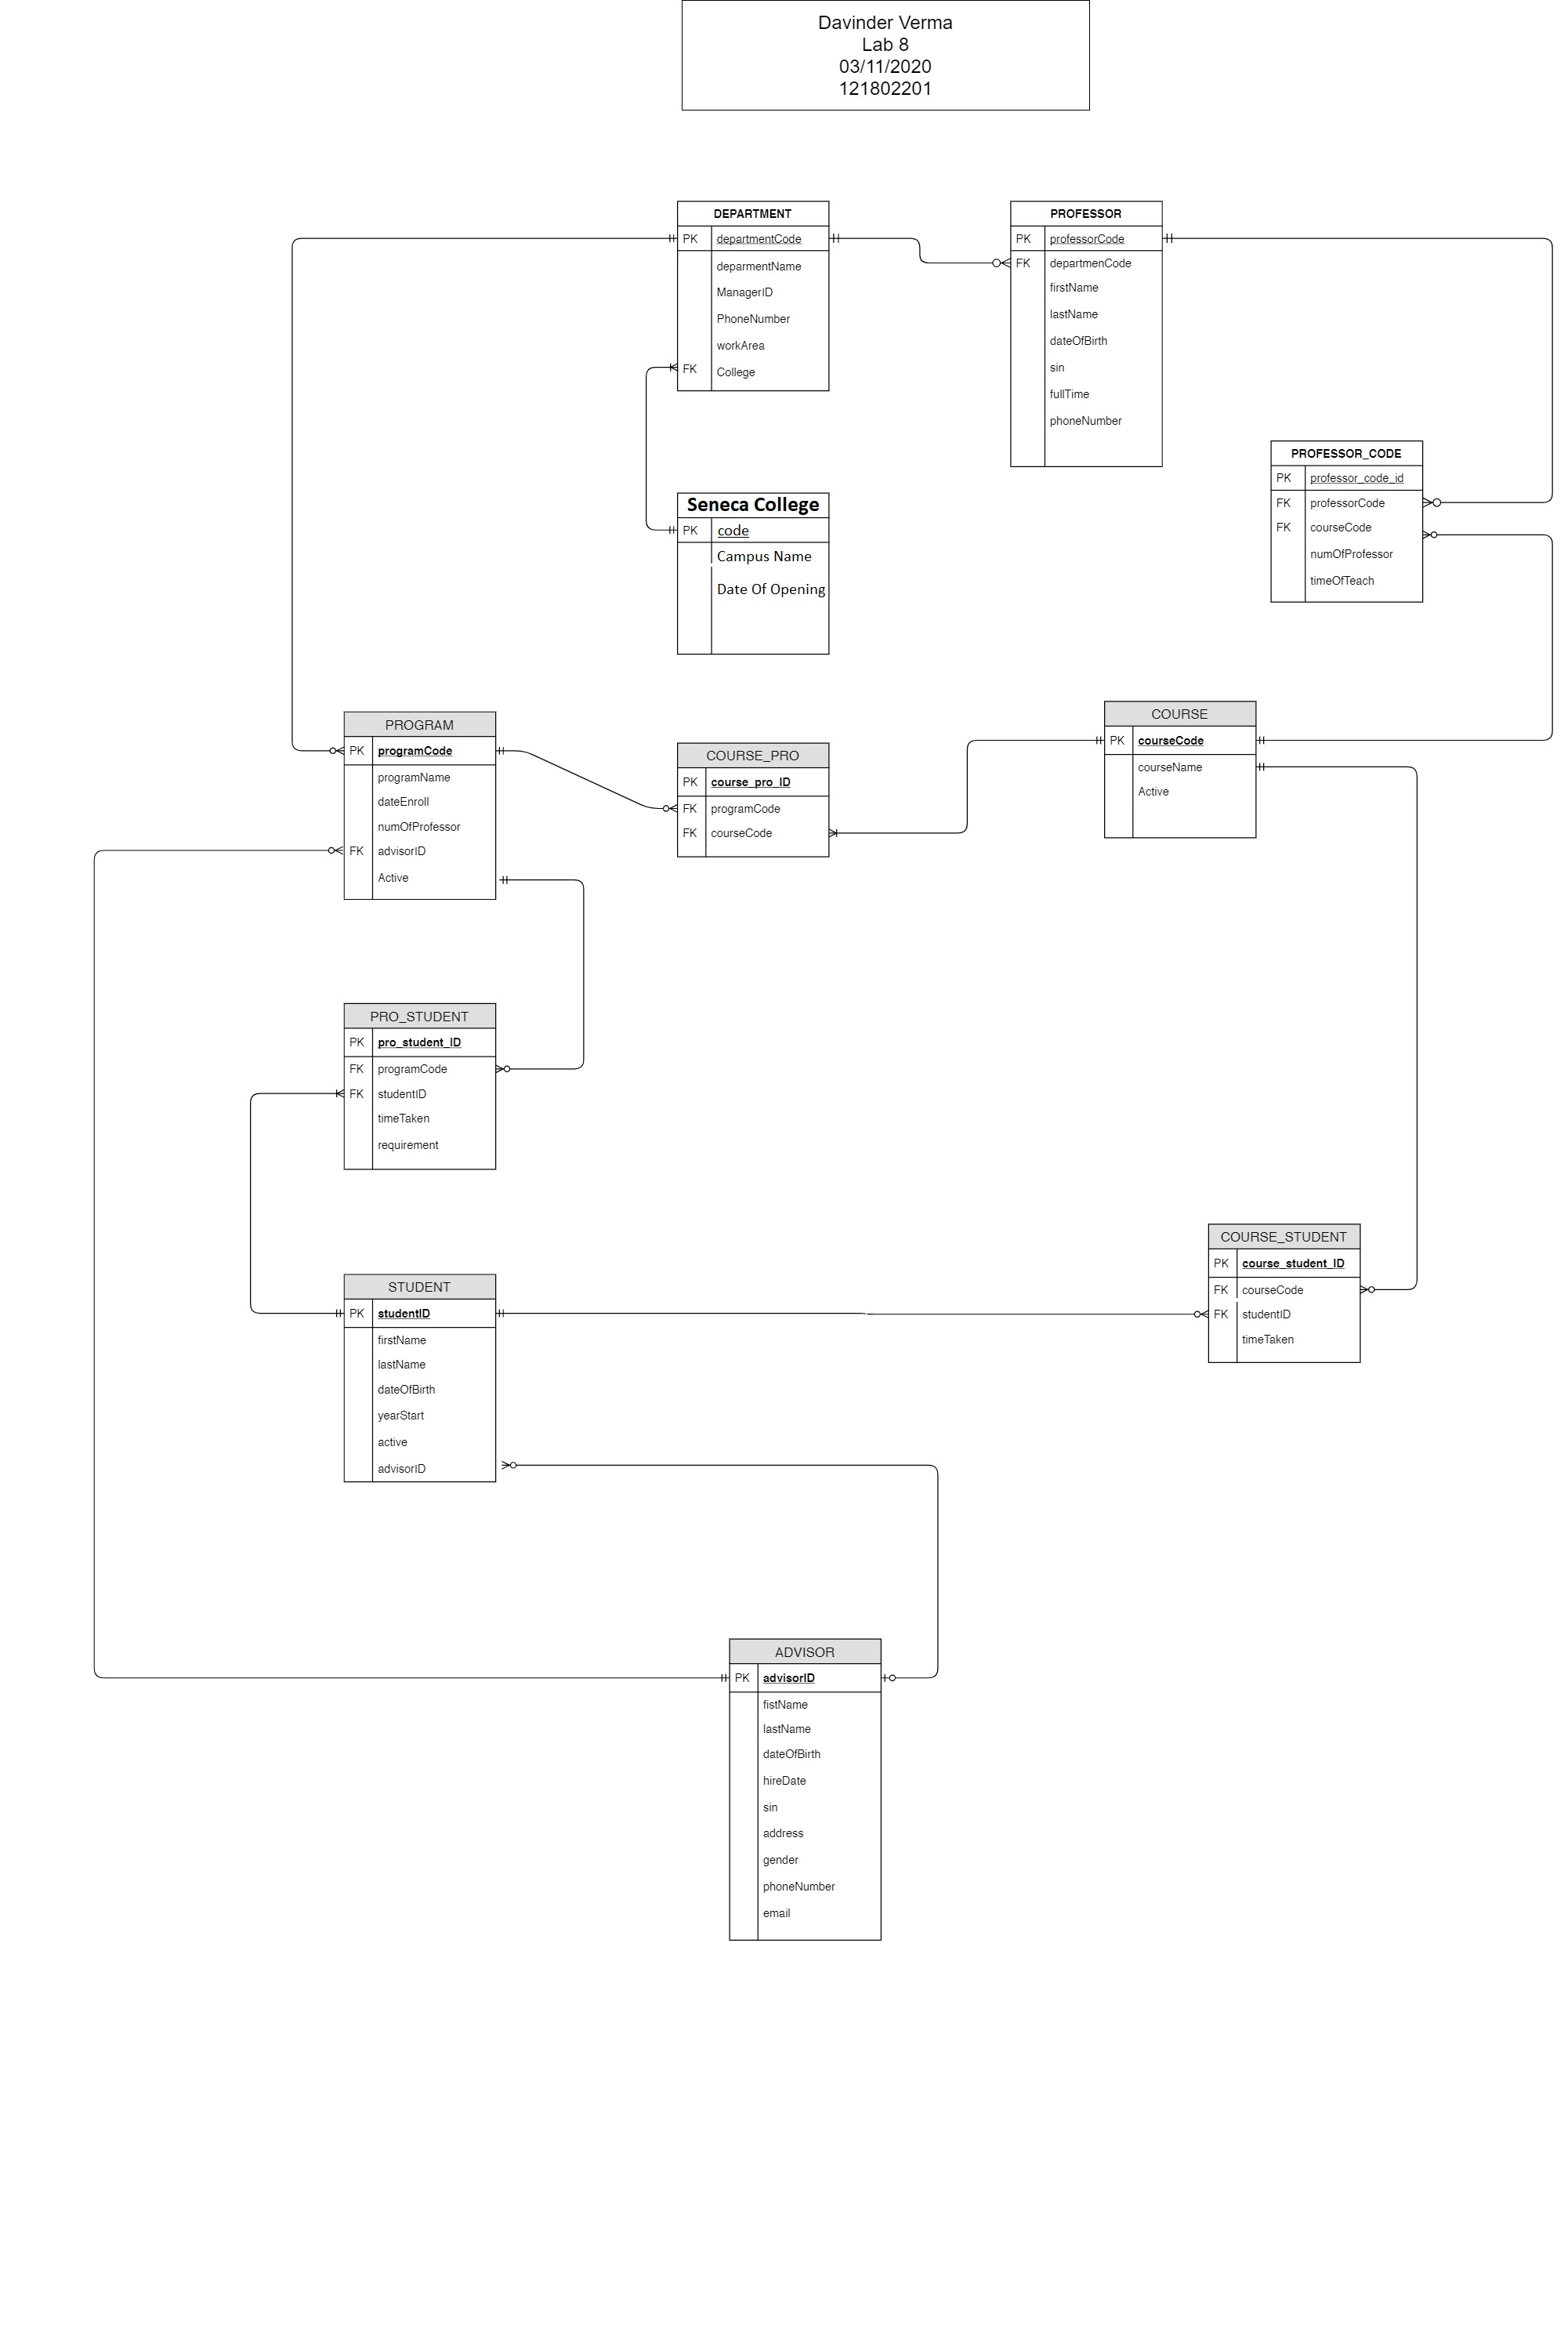 Davinder Verma
Lab 8
03/11/2020
121802201
DEPARTMENT
PK departmentCode
deparmentName
ManagerID
PhoneNumber
workArea
FK College
PROFESSOR
PK professorCode
FK departmenCode
firstName
lastName
dateOfBirth
sin
fullTime
phoneNumber
PROFESSOR_CODE
PK professor_code_id
FK professorCode
FK courseCode
numOfProfessor
timeOfTeach
Seneca College
PK code
Campus Name
Date Of Opening
PROGRAM
PK programCode
programName
dateEnroll
numOfProfessor
FK advisorID
Active
COURSE_PRO
PK course_pro_ID
FK programCode
FK courseCode
COURSE
PK courseCode
courseName
Active
PRO_STUDENT
PK pro_student_ID
FK programCode
FK studentID
timeTaken
requirement
STUDENT
PK studentID
firstName
lastName
dateOfBirth
yearStart
active
advisorID
COURSE_STUDENT
PK course_student_ID
FK courseCode
FK studentID
timeTaken
ADVISOR
PK advisorID
fistName
lastName
dateOfBirth
hireDate
sin
address
gender
phoneNumber
email